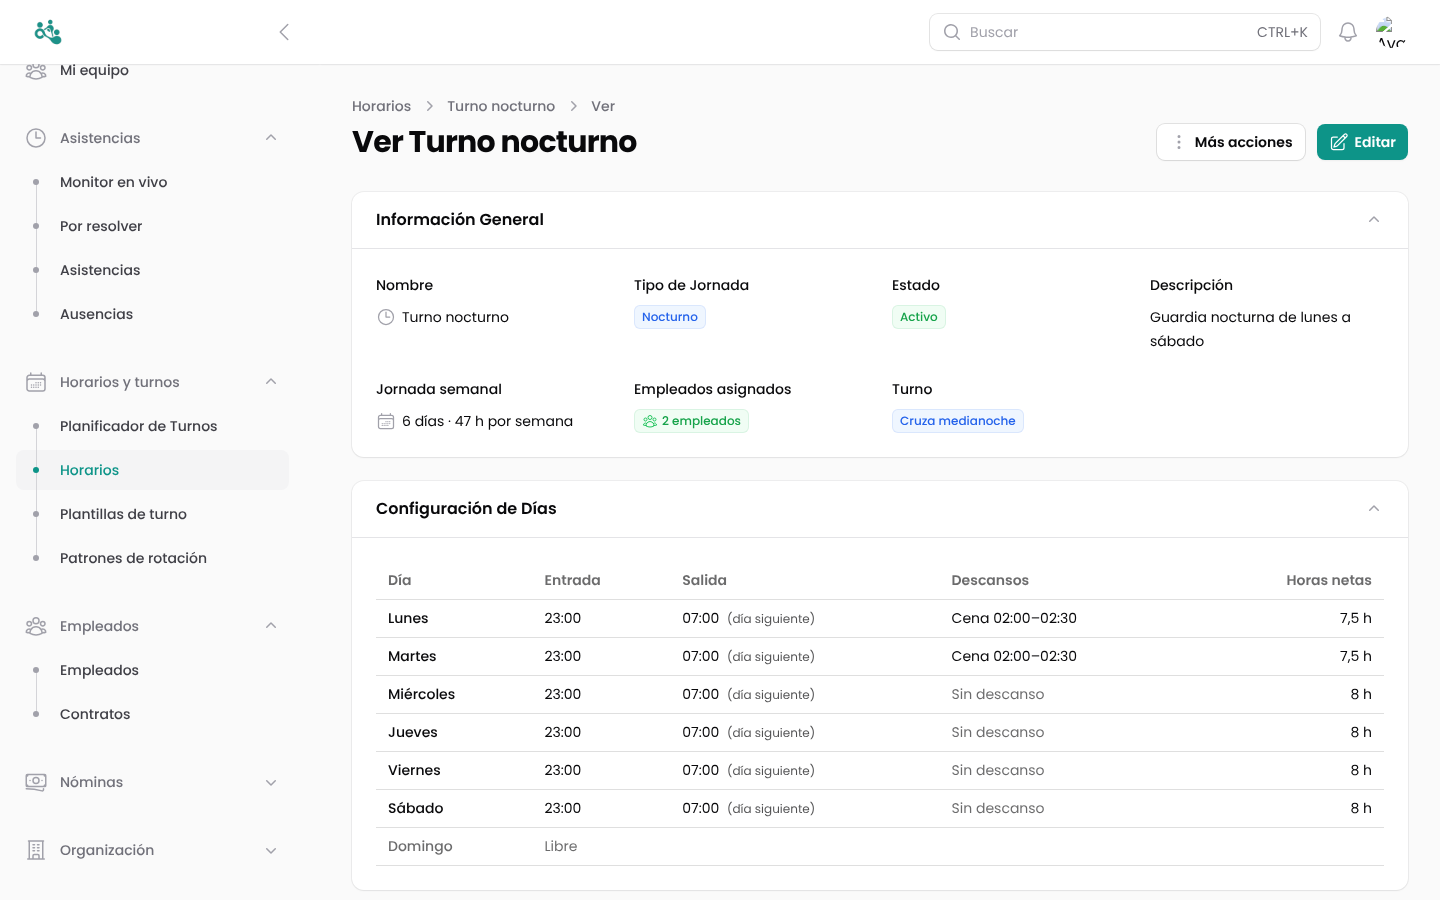 Buscar
CTRL+K
Mi equipo
Asistencias
Monitor en vivo
Por resolver
Asistencias
Ausencias
Horarios y turnos
Planificador de Turnos
Horarios
Plantillas de turno
Patrones de rotación
Empleados
Empleados
Contratos
Nóminas
Organización
Horarios > Turno nocturno > Ver
Ver Turno nocturno
Más acciones
Editar
Información General
Nombre
Turno nocturno
Tipo de Jornada
Nocturno
Estado
Activo
Descripción
Guardia nocturna de lunes a
sábado
Jornada semanal
6 días · 47 h por semana
Empleados asignados
2 empleados
Turno
Cruza medianoche
Configuración de Días
Día Entrada Salida Descansos Horas netas
Lunes 23:00 07:00 (día siguiente) Cena 02:00–02:30 7,5 h
Martes 23:00 07:00 (día siguiente) Cena 02:00–02:30 7,5 h
Miércoles 23:00 07:00 (día siguiente) Sin descanso 8 h
Jueves 23:00 07:00 (día siguiente) Sin descanso 8 h
Viernes 23:00 07:00 (día siguiente) Sin descanso 8 h
Sábado 23:00 07:00 (día siguiente) Sin descanso 8 h
Domingo Libre